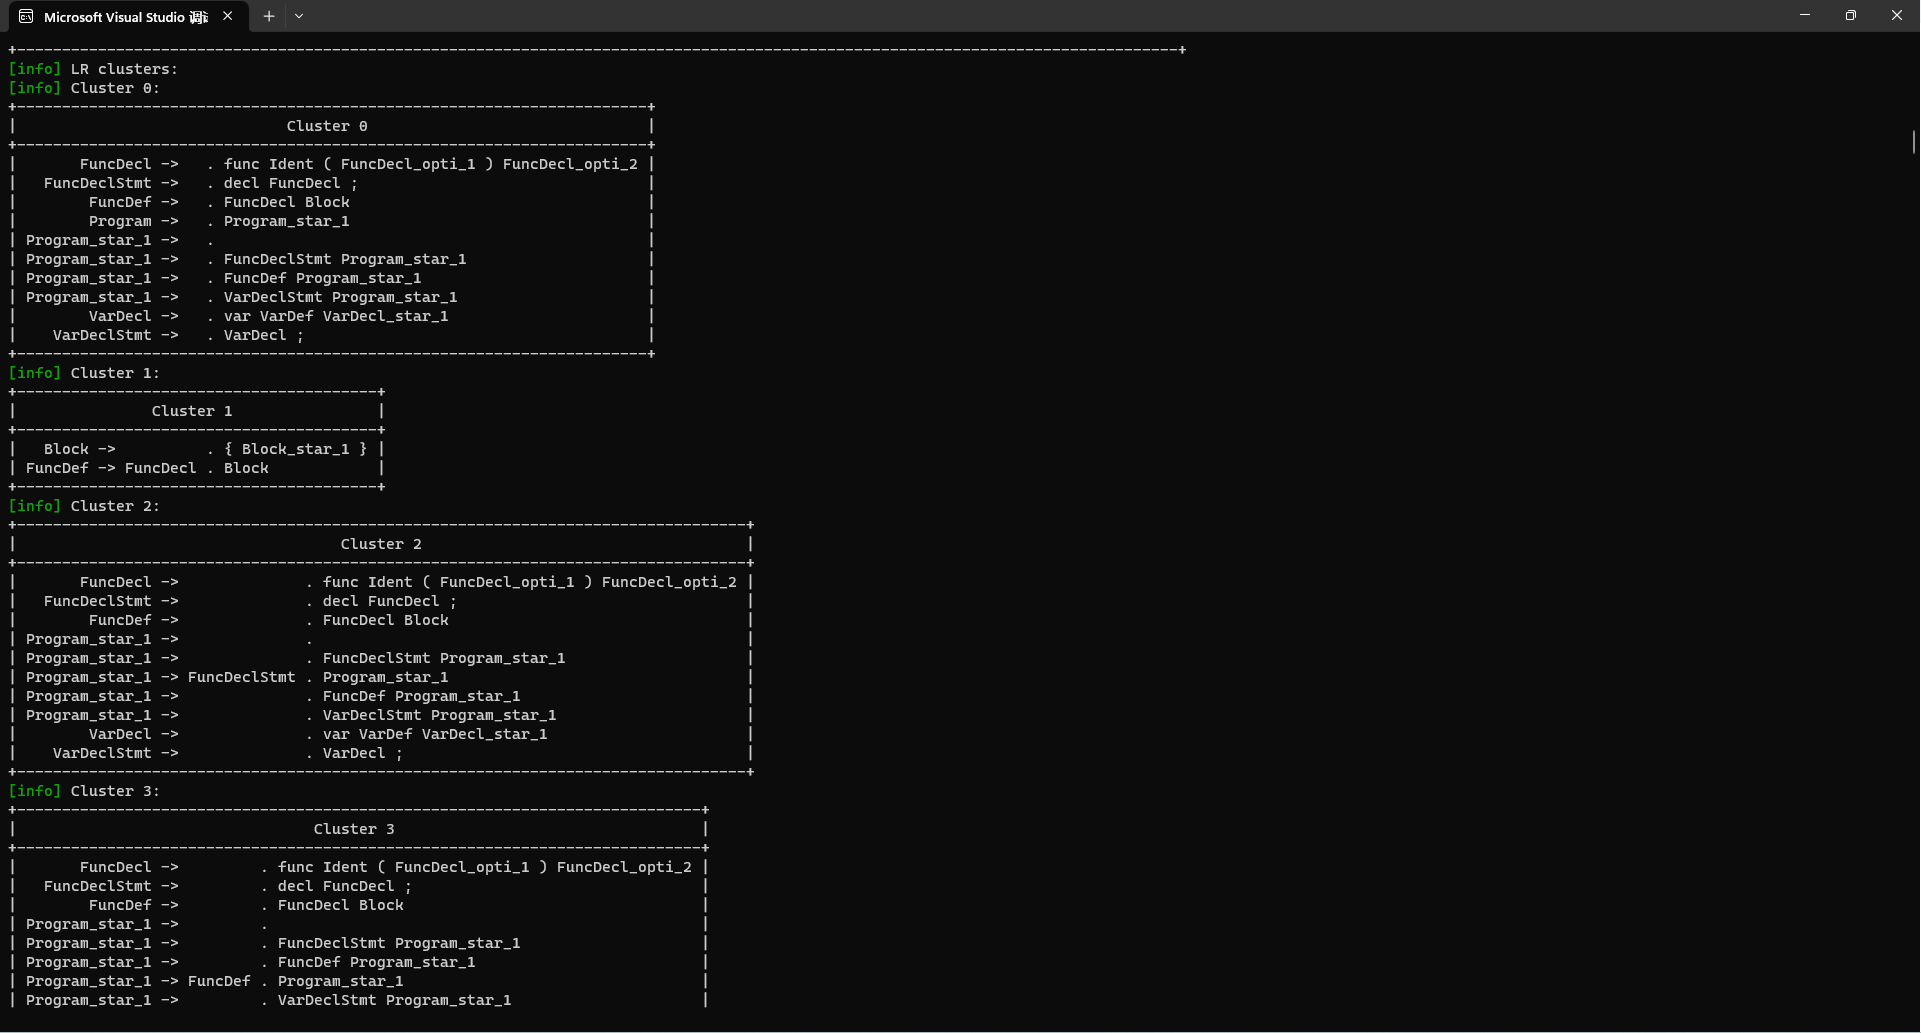 Microsoft Visual Studio 调试
+---------------------------------------------------------------------------------------------------------------------------------+
[info] LR clusters:
[info] Cluster 0:
+----------------------------------------------------------------------+
|                              Cluster 0                               |
+----------------------------------------------------------------------+
|       FuncDecl ->   . func Ident ( FuncDecl_opti_1 ) FuncDecl_opti_2 |
|   FuncDeclStmt ->   . decl FuncDecl ;                                |
|        FuncDef ->   . FuncDecl Block                                 |
|        Program ->   . Program_star_1                                 |
| Program_star_1 ->   .                                                |
| Program_star_1 ->   . FuncDeclStmt Program_star_1                    |
| Program_star_1 ->   . FuncDef Program_star_1                         |
| Program_star_1 ->   . VarDeclStmt Program_star_1                     |
|        VarDecl ->   . var VarDef VarDecl_star_1                      |
|    VarDeclStmt ->   . VarDecl ;                                      |
+----------------------------------------------------------------------+
[info] Cluster 1:
+----------------------------------------+
|               Cluster 1                |
+----------------------------------------+
|   Block ->          . { Block_star_1 } |
| FuncDef -> FuncDecl . Block            |
+----------------------------------------+
[info] Cluster 2:
+---------------------------------------------------------------------------------+
|                                    Cluster 2                                    |
+---------------------------------------------------------------------------------+
|       FuncDecl ->              . func Ident ( FuncDecl_opti_1 ) FuncDecl_opti_2 |
|   FuncDeclStmt ->              . decl FuncDecl ;                                |
|        FuncDef ->              . FuncDecl Block                                 |
| Program_star_1 ->              .                                                |
| Program_star_1 ->              . FuncDeclStmt Program_star_1                    |
| Program_star_1 -> FuncDeclStmt . Program_star_1                                 |
| Program_star_1 ->              . FuncDef Program_star_1                         |
| Program_star_1 ->              . VarDeclStmt Program_star_1                     |
|        VarDecl ->              . var VarDef VarDecl_star_1                      |
|    VarDeclStmt ->              . VarDecl ;                                      |
+---------------------------------------------------------------------------------+
[info] Cluster 3:
+----------------------------------------------------------------------------+
|                                 Cluster 3                                  |
+----------------------------------------------------------------------------+
|       FuncDecl ->         . func Ident ( FuncDecl_opti_1 ) FuncDecl_opti_2 |
|   FuncDeclStmt ->         . decl FuncDecl ;                                |
|        FuncDef ->         . FuncDecl Block                                 |
| Program_star_1 ->         .                                                |
| Program_star_1 ->         . FuncDeclStmt Program_star_1                    |
| Program_star_1 ->         . FuncDef Program_star_1                         |
| Program_star_1 -> FuncDef . Program_star_1                                 |
| Program_star_1 ->         . VarDeclStmt Program_star_1                     |